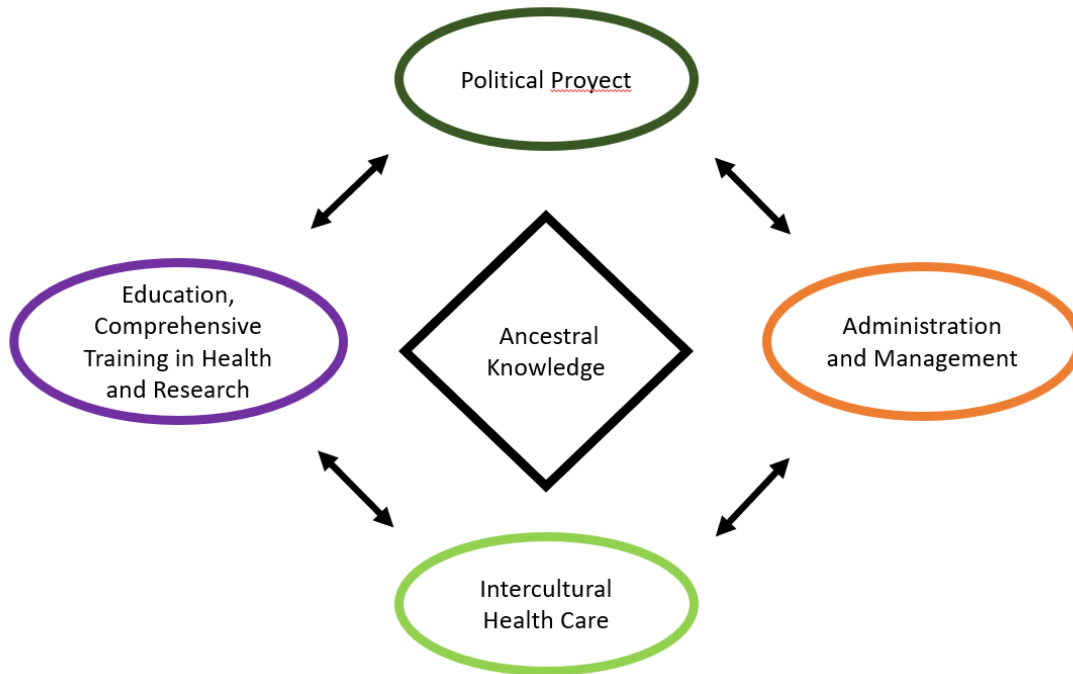 Political Proyect
Education,
Comprehensive
Training in Health
and Research
Ancestral
Knowledge
Administration
and Management
Intercultural
Health Care